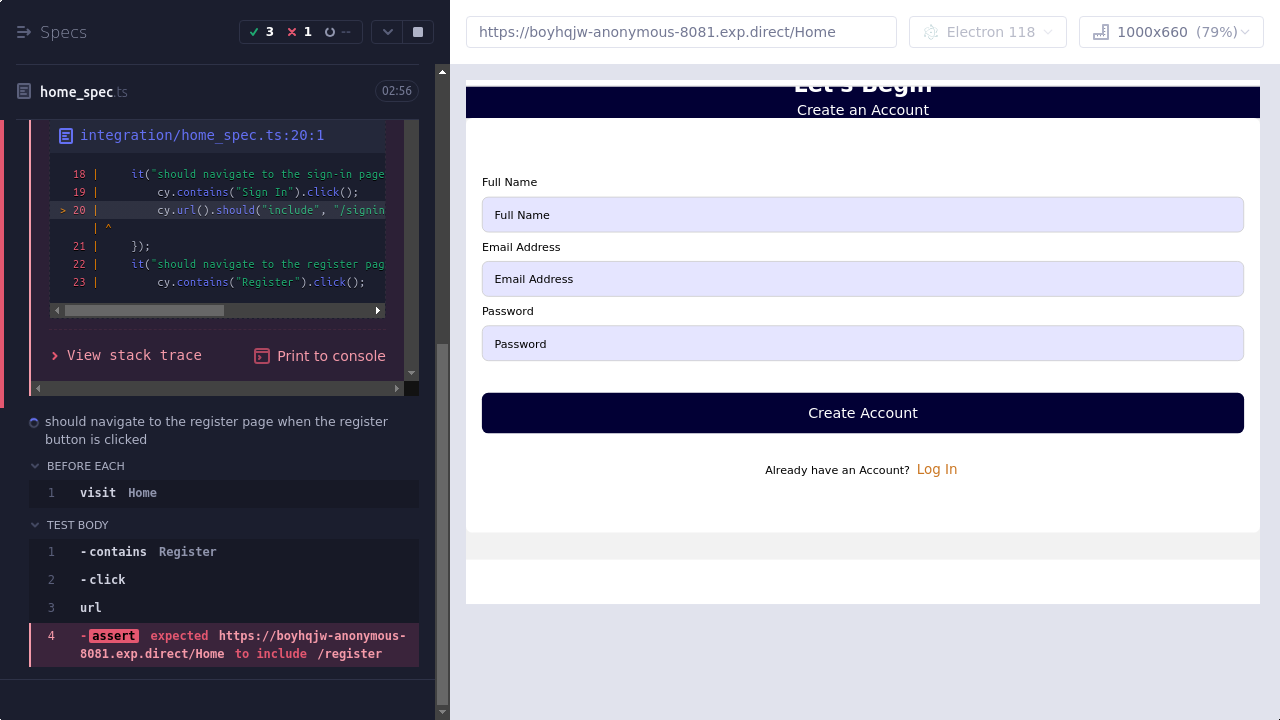 Specs
3 1 --
home_spec.ts
02:56
integration/home_spec.ts:20:1
18 | it("should navigate to the sign-in page
19 | cy.contains("Sign In").click();
> 20 | cy.url().should("include", "/signin
| ^
21 | });
22 | it("should navigate to the register pag
23 | cy.contains("Register").click();
View stack trace
Print to console
should navigate to the register page when the register
button is clicked
BEFORE EACH
1 visit Home
TEST BODY
1 -contains Register
2 -click
3 url
4 -assert expected https://boyhqjw-anonymous-
8081.exp.direct/Home to include /register
https://boyhqjw-anonymous-8081.exp.direct/Home
Electron 118
1000x660 (79%)
Let's Begin
Create an Account
Full Name
Full Name
Email Address
Email Address
Password
Password
Create Account
Already have an Account? Log In